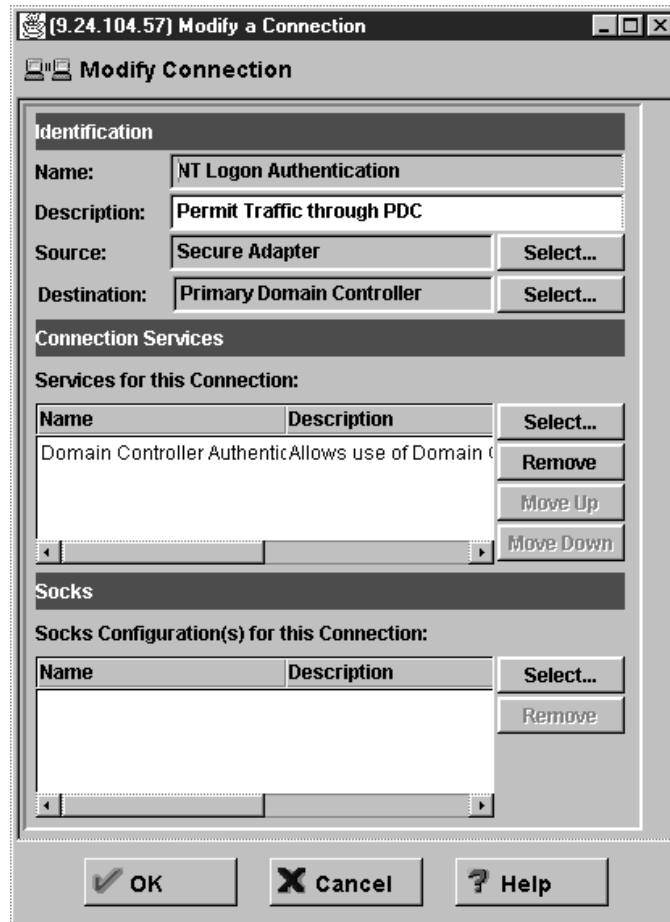 (9.24.104.57) Modify a Connection
Modify Connection
Identification
Name: NT Logon Authentication
Description: Permit Traffic through PDC
Source: Secure Adapter Select...
Destination: Primary Domain Controller Select...
Connection Services
Services for this Connection:
Name Description Select...
Domain Controller Authentic Allows use of Domain Remove
Move Up
Move Down
Socks
Socks Configuration(s) for this Connection:
Name Description Select...
Remove
OK Cancel Help